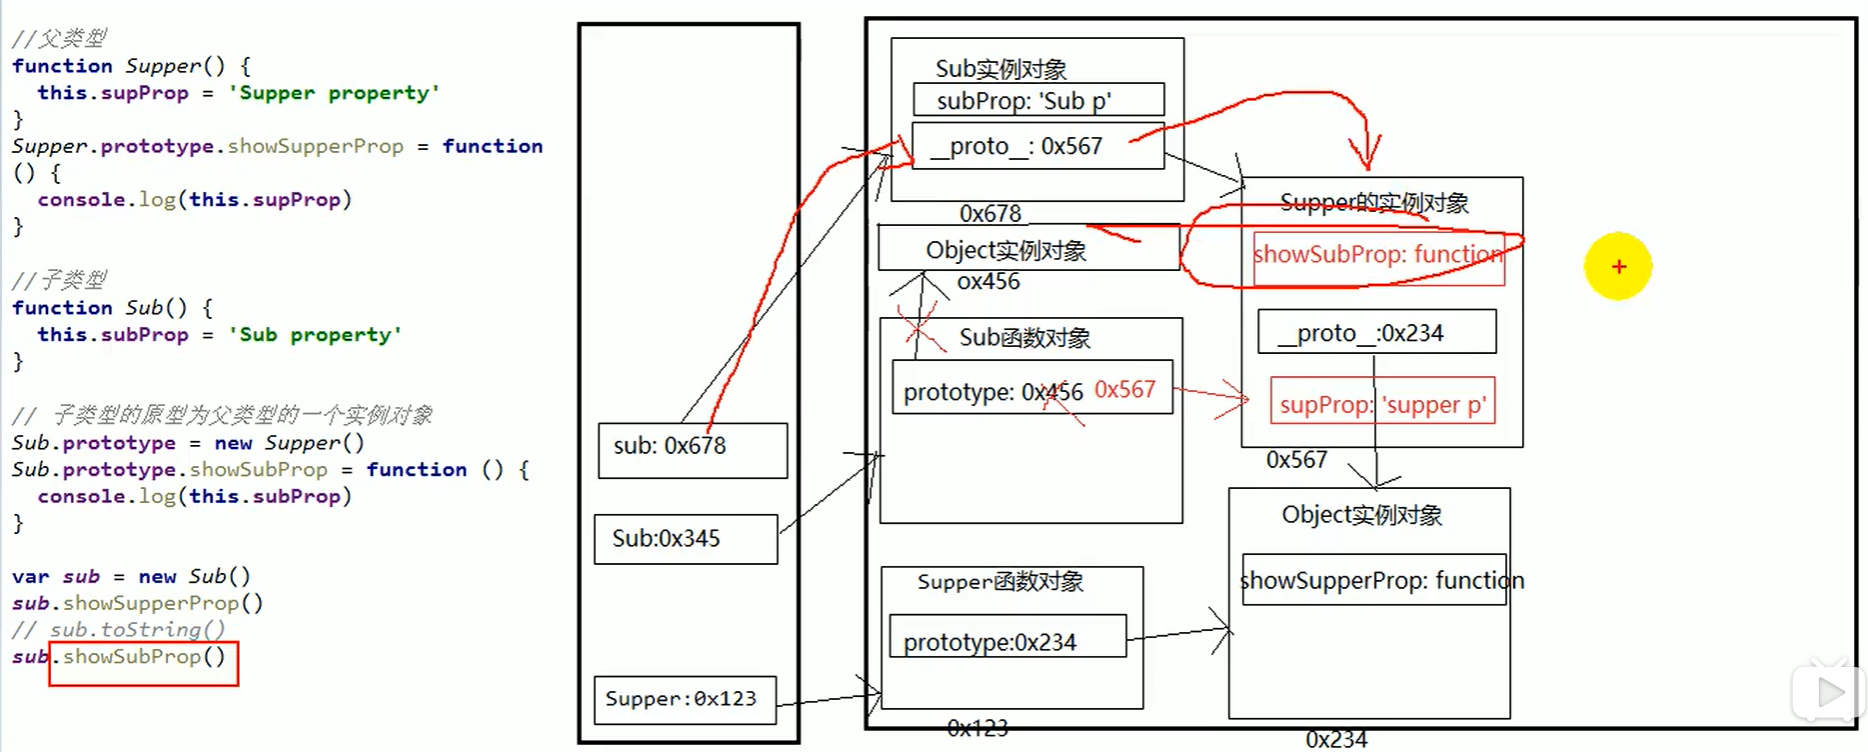 //父类型
function Supper() {
this.supProp = 'Supper property'
}
Supper.prototype.showSupperProp = function
() {
console.log(this.supProp)
}
//子类型
function Sub() {
this.subProp = 'Sub property'
}
// 子类型的原型为父类型的一个实例对象
Sub.prototype = new Supper()
Sub.prototype.showSubProp = function () {
console.log(this.subProp)
}
var sub = new Sub()
sub.showSupperProp()
// sub.toString()
sub.showSubProp()
sub: 0x678
Sub:0x345
Supper:0x123
Sub实例对象
subProp: 'Sub p'
__proto__: 0x567
0x678
Object实例对象
ox456
Sub函数对象
prototype: 0x456 0x567
Supper函数对象
prototype:0x234
0x123
Supper的实例对象
showSubProp: function
__proto__:0x234
supProp: 'supper p'
0x567
Object实例对象
showSupperProp: function
0x234